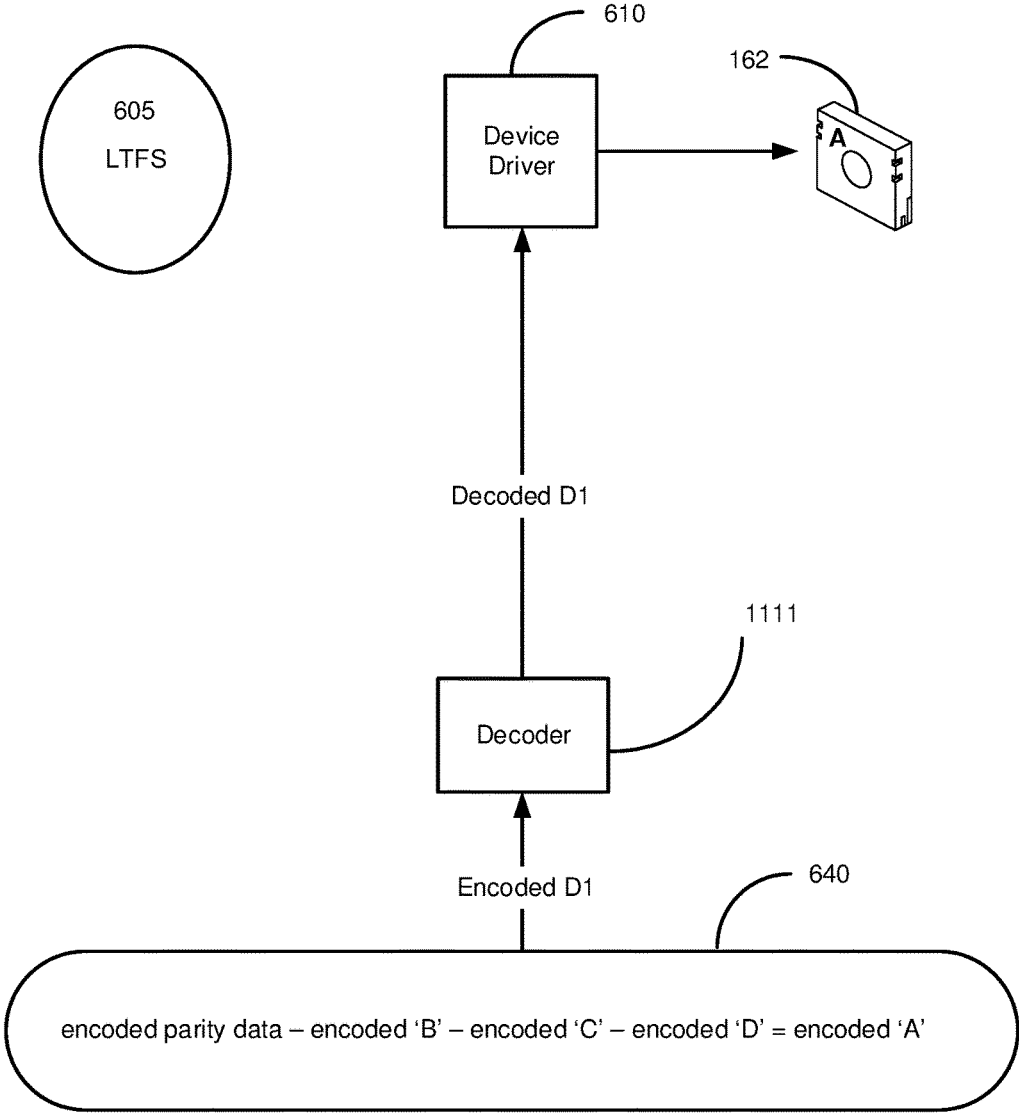 610
162
605
LTFS
Device
Driver
A
Decoded D1
1111
Decoder
Encoded D1
640
encoded parity data – encoded ‘B’ – encoded ‘C’ – encoded ‘D’ = encoded ‘A’